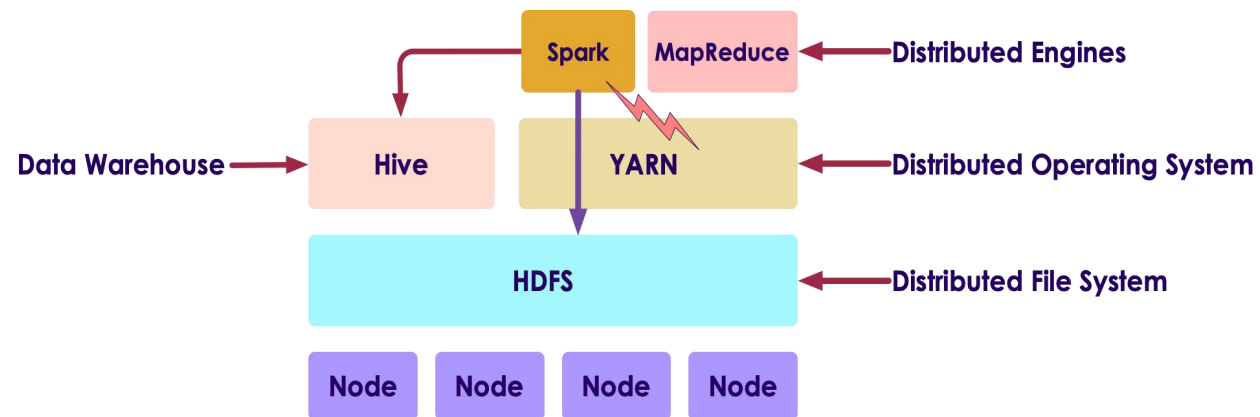 Spark
MapReduce
Distributed Engines
Data Warehouse
Hive
YARN
Distributed Operating System
HDFS
Distributed File System
Node
Node
Node
Node